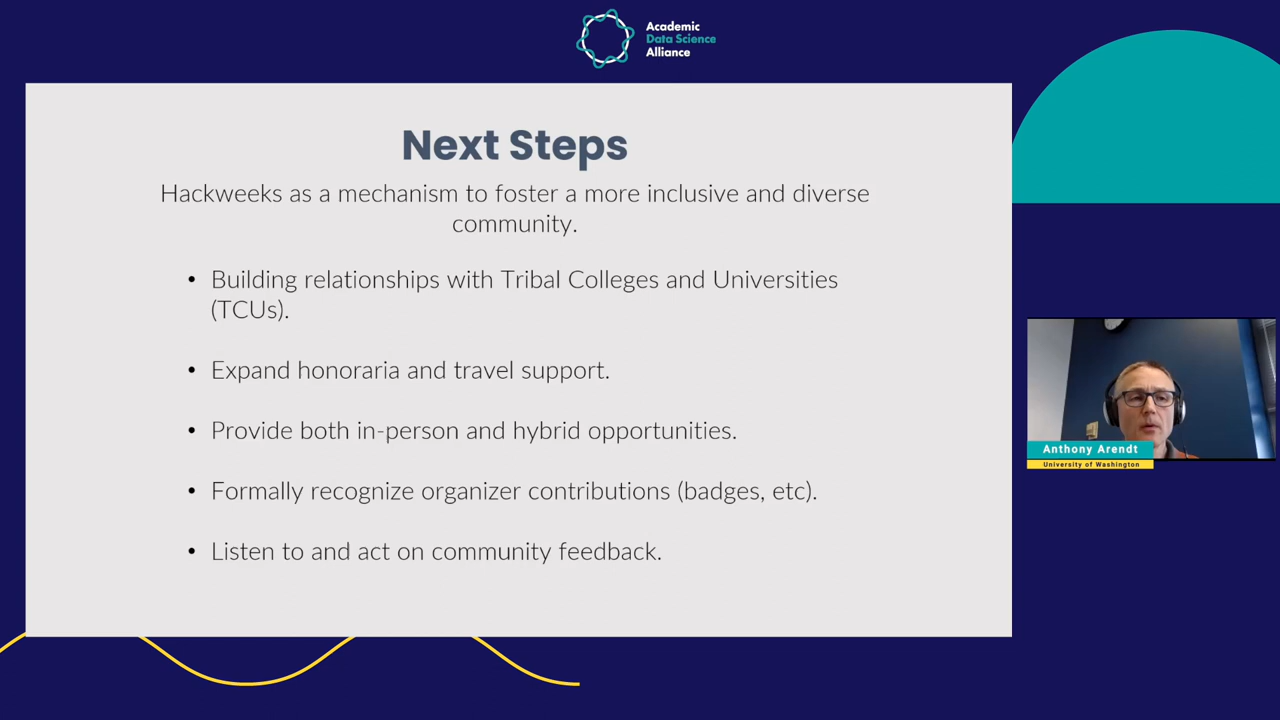 Academic
Data Science
Alliance
Next Steps
Hackweeks as a mechanism to foster a more inclusive and diverse
community.
• Building relationships with Tribal Colleges and Universities
(TCUs).
• Expand honoraria and travel support.
• Provide both in-person and hybrid opportunities.
• Formally recognize organizer contributions (badges, etc).
• Listen to and act on community feedback.
Anthony Arendt
University of Washington